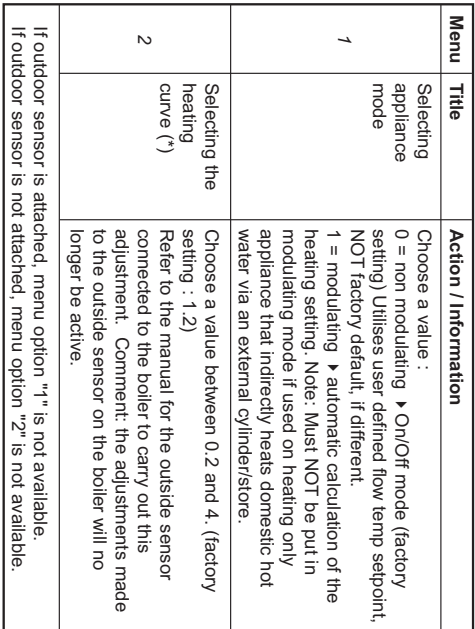 Menu Title Action / Information
1
Selecting
appliance
mode
Choose a value :
0 = non modulating ▸ On/Off mode (factory
setting) Utilises user defined flow temp setpoint,
NOT factory default, if different.
1 = modulating ▸ automatic calculation of the
heating setting. Note: Must NOT be put in
modulating mode if used on heating only
appliance that indirectly heats domestic hot
water via an external cylinder/store.
2
Selecting the
heating
curve (*)
Choose a value between 0.2 and 4. (factory
setting : 1.2)
Refer to the manual for the outside sensor
connected to the boiler to carry out this
adjustment. Comment: the adjustments made
to the outside sensor on the boiler will no
longer be active.
If outdoor sensor is attached, menu option "1" is not available.
If outdoor sensor is not attached, menu option "2" is not available.